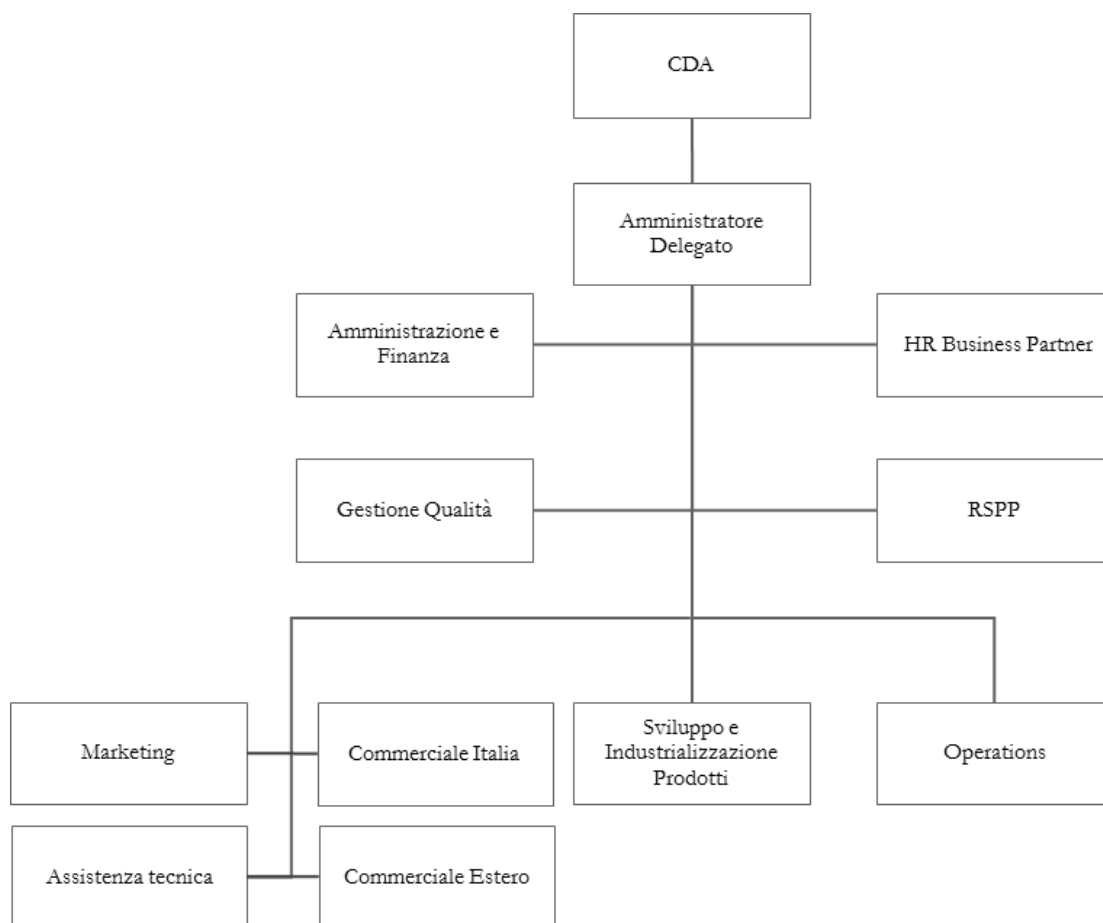 CDA
Amministratore
Delegato
Amministrazione e
Finanza
HR Business Partner
Gestione Qualità
RSPP
Marketing
Commerciale Italia
Sviluppo e
Industrializzazione
Prodotti
Operations
Assistenza tecnica
Commerciale Estero